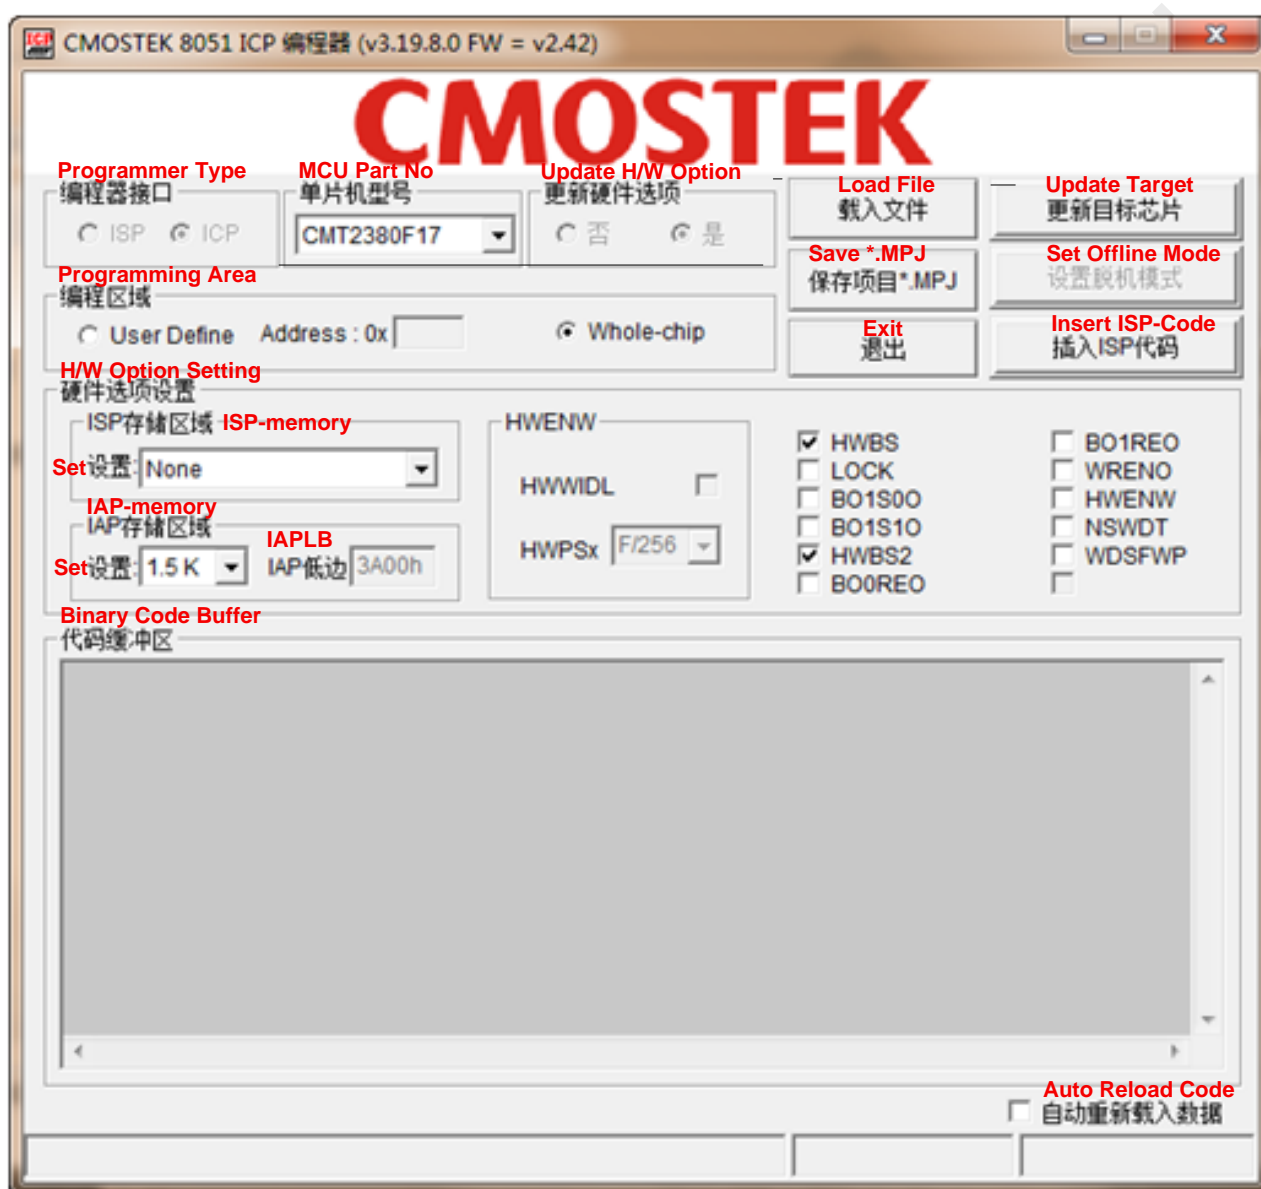 CMOSTEK 8051 ICP 编程器 (v3.19.8.0 FW = v2.42)
CMOSTEK
Programmer Type
编程器接口
ISP ICP
MCU Part No
单片机型号
CMT2380F17
Update H/W Option
更新硬件选项
否 是
Load File
载入文件
Update Target
更新目标芯片
Save *.MPJ
保存项目*.MPJ
Set Offline Mode
设置脱机模式
Programming Area
编程区域
User Define Address : 0x Whole-chip
Exit
退出
Insert ISP-Code
插入ISP代码
H/W Option Setting
硬件选项设置
ISP存储区域 ISP-memory
Set设置: None
IAP-memory
IAP存储区域
IAPLB
Set设置: 1.5 K IAP低边 3A00h
HWENW
HWWIDL
HWPSx F/256
HWBS
LOCK
BO1S0O
BO1S1O
HWBS2
BO0REO
BO1REO
WRENO
HWENW
NSWDT
WDSFWP
Binary Code Buffer
代码缓冲区
Auto Reload Code
自动重新载入数据